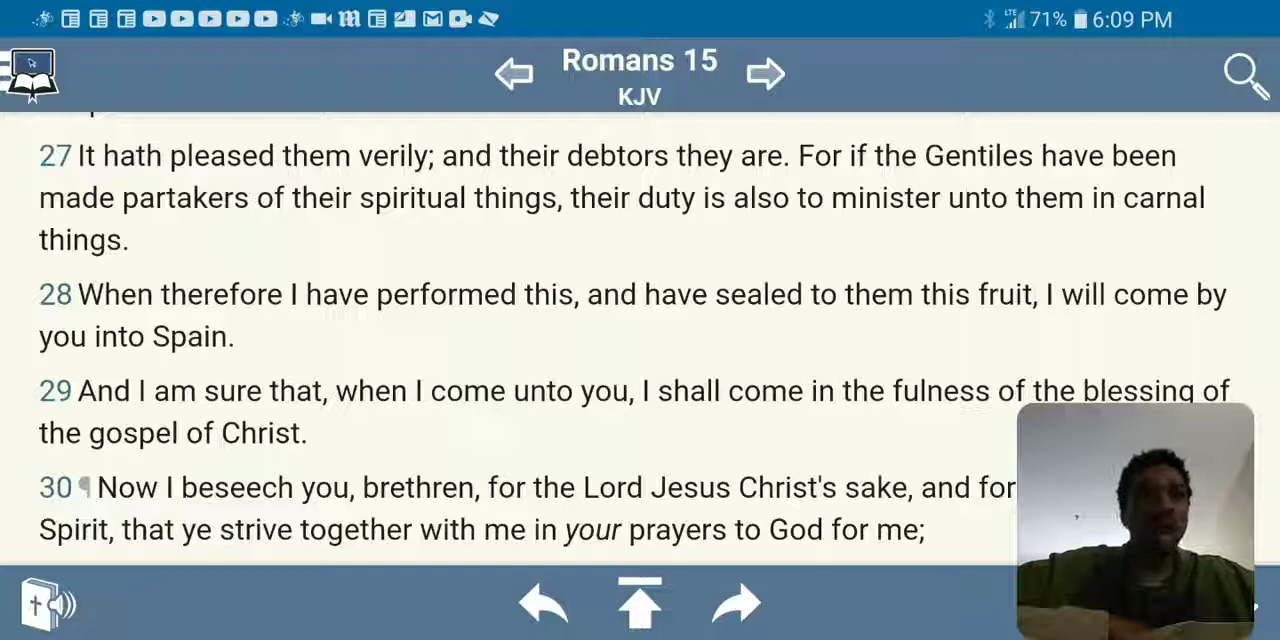 71% 6:09 PM
Romans 15
KJV
27 It hath pleased them verily; and their debtors they are. For if the Gentiles have been
made partakers of their spiritual things, their duty is also to minister unto them in carnal
things.
28 When therefore I have performed this, and have sealed to them this fruit, I will come by
you into Spain.
29 And I am sure that, when I come unto you, I shall come in the fulness of the blessing of
the gospel of Christ.
30 ¶ Now I beseech you, brethren, for the Lord Jesus Christ's sake, and for
Spirit, that ye strive together with me in your prayers to God for me;